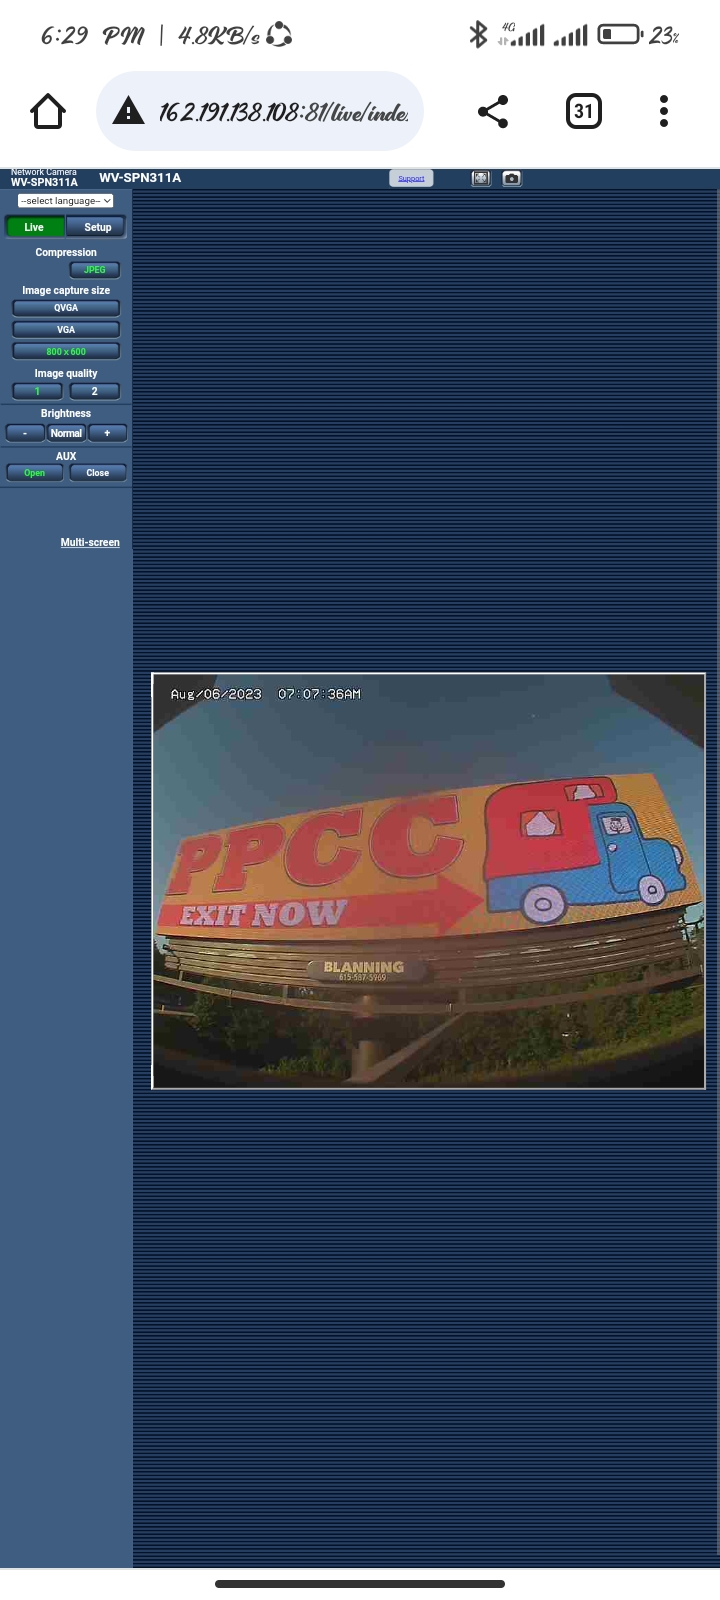 6:29 PM | 4.8KB/s 4G 23%
162.191.138.108:81/live/inde
31
Network Camera
WV-SPN311A
WV-SPN311A
Support
--select language--
Live Setup
Compression
JPEG
Image capture size
QVGA
VGA
800 x 600
Image quality
1 2
Brightness
- Normal +
AUX
Open Close
Multi-screen
Aug/06/2023 07:07:36AM
PPCC
EXIT NOW
BLANNING
615-587-5969